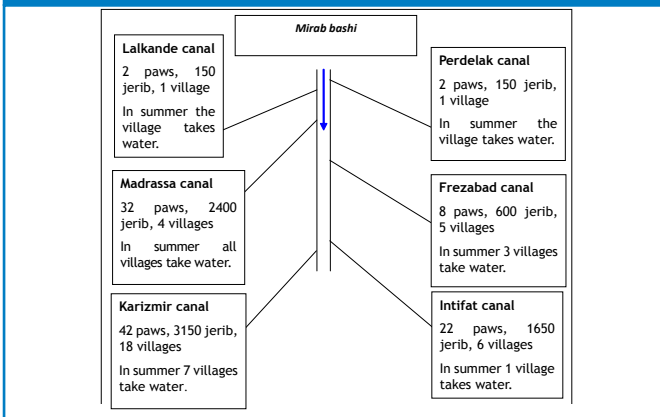 Mirab bashi
Lalkande canal
2 paws, 150
jerib, 1 village
In summer the
village takes
water.
Perdelak canal
2 paws, 150 jerib,
1 village
In summer the
village takes water.
Madrassa canal
32 paws, 2400
jerib, 4 villages
In summer all
villages take water.
Frezabad canal
8 paws, 600 jerib,
5 villages
In summer 3 villages
take water.
Karizmir canal
42 paws, 3150 jerib,
18 villages
In summer 7 villages
take water.
Intifat canal
22 paws, 1650
jerib, 6 villages
In summer 1 village
takes water.